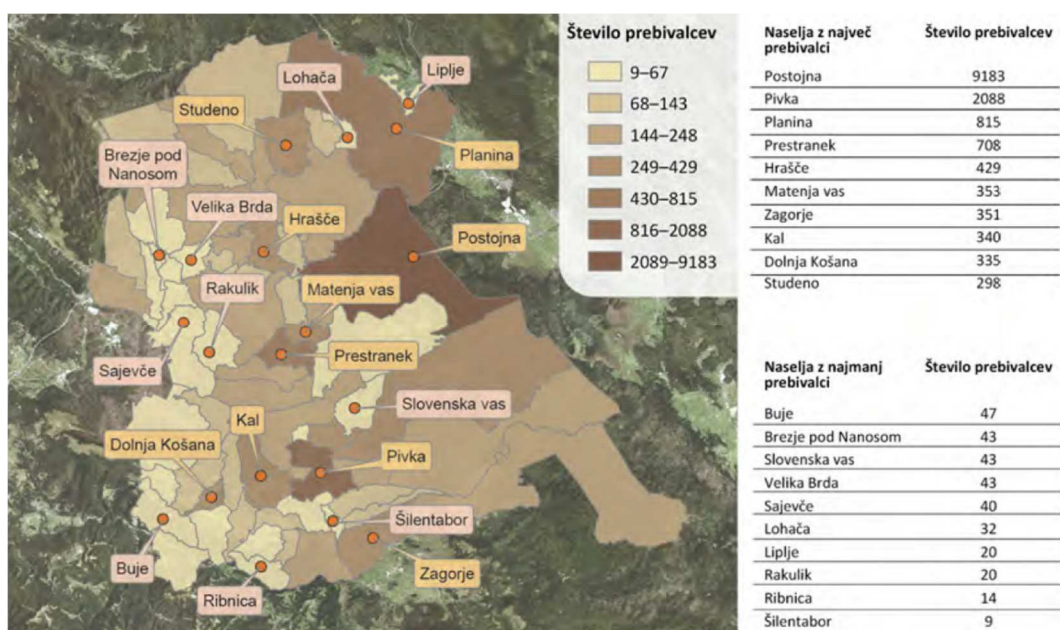 Lohača
Liplje
Studeno
Planina
Brezje pod
Nanosom
Velika Brda
Hrašče
Postojna
Rakulik
Matenja vas
Sajevče
Prestranek
Slovenska vas
Kal
Dolnja Košana
Pivka
Šilentabor
Buje
Zagorje
Ribnica
Število prebivalcev
9–67
68–143
144–248
249–429
430–815
816–2088
2089–9183
Naselja z največ prebivalci Število prebivalcev
Postojna 9183
Pivka 2088
Planina 815
Prestranek 708
Hrašče 429
Matenja vas 353
Zagorje 351
Kal 340
Dolnja Košana 335
Studeno 298
Naselja z najmanj prebivalci Število prebivalcev
Buje 47
Brezje pod Nanosom 43
Slovenska vas 43
Velika Brda 43
Sajevče 40
Lohača 32
Liplje 20
Rakulik 20
Ribnica 14
Šilentabor 9